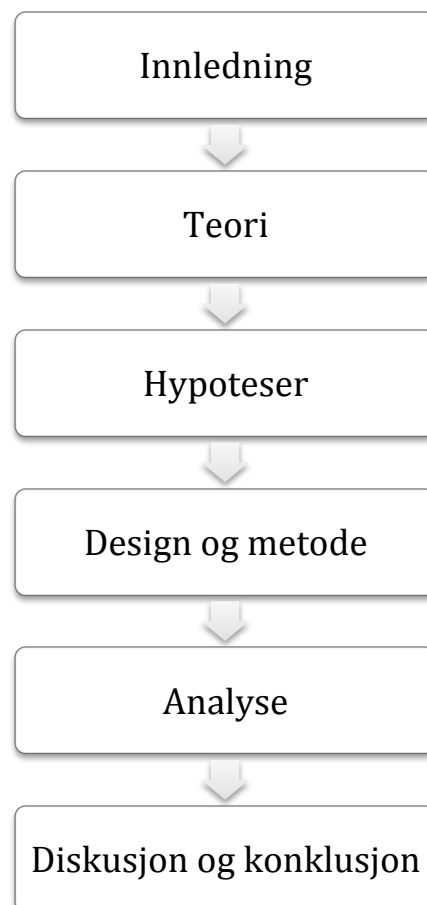 Innledning
Teori
Hypoteser
Design og metode
Analyse
Diskusjon og konklusjon